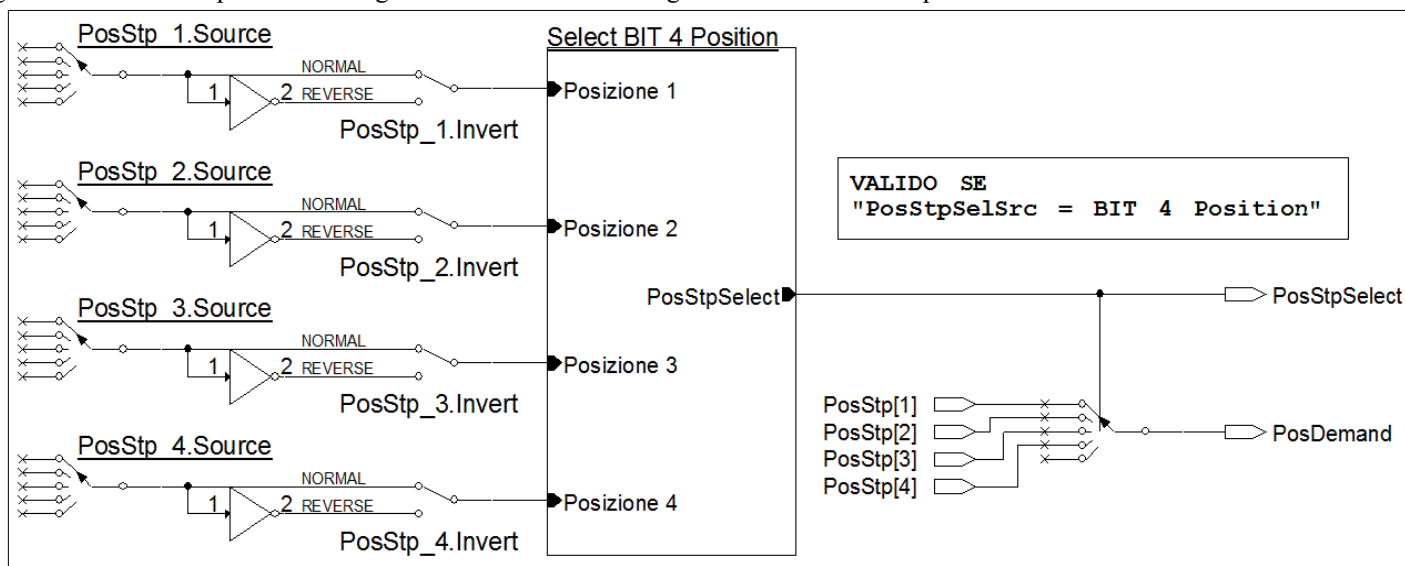 PosStp_1.Source
Select BIT 4 Position
NORMAL
1
2
REVERSE
Posizione 1
PosStp_1.Invert
PosStp_2.Source
NORMAL
1
2
REVERSE
Posizione 2
PosStp_2.Invert
VALIDO SE
"PosStpSelSrc = BIT 4 Position"
PosStpSelect
PosStpSelect
PosStp_3.Source
NORMAL
1
2
REVERSE
Posizione 3
PosStp_3.Invert
PosStp[1]
PosStp[2]
PosStp[3]
PosStp[4]
PosDemand
PosStp_4.Source
NORMAL
1
2
REVERSE
Posizione 4
PosStp_4.Invert